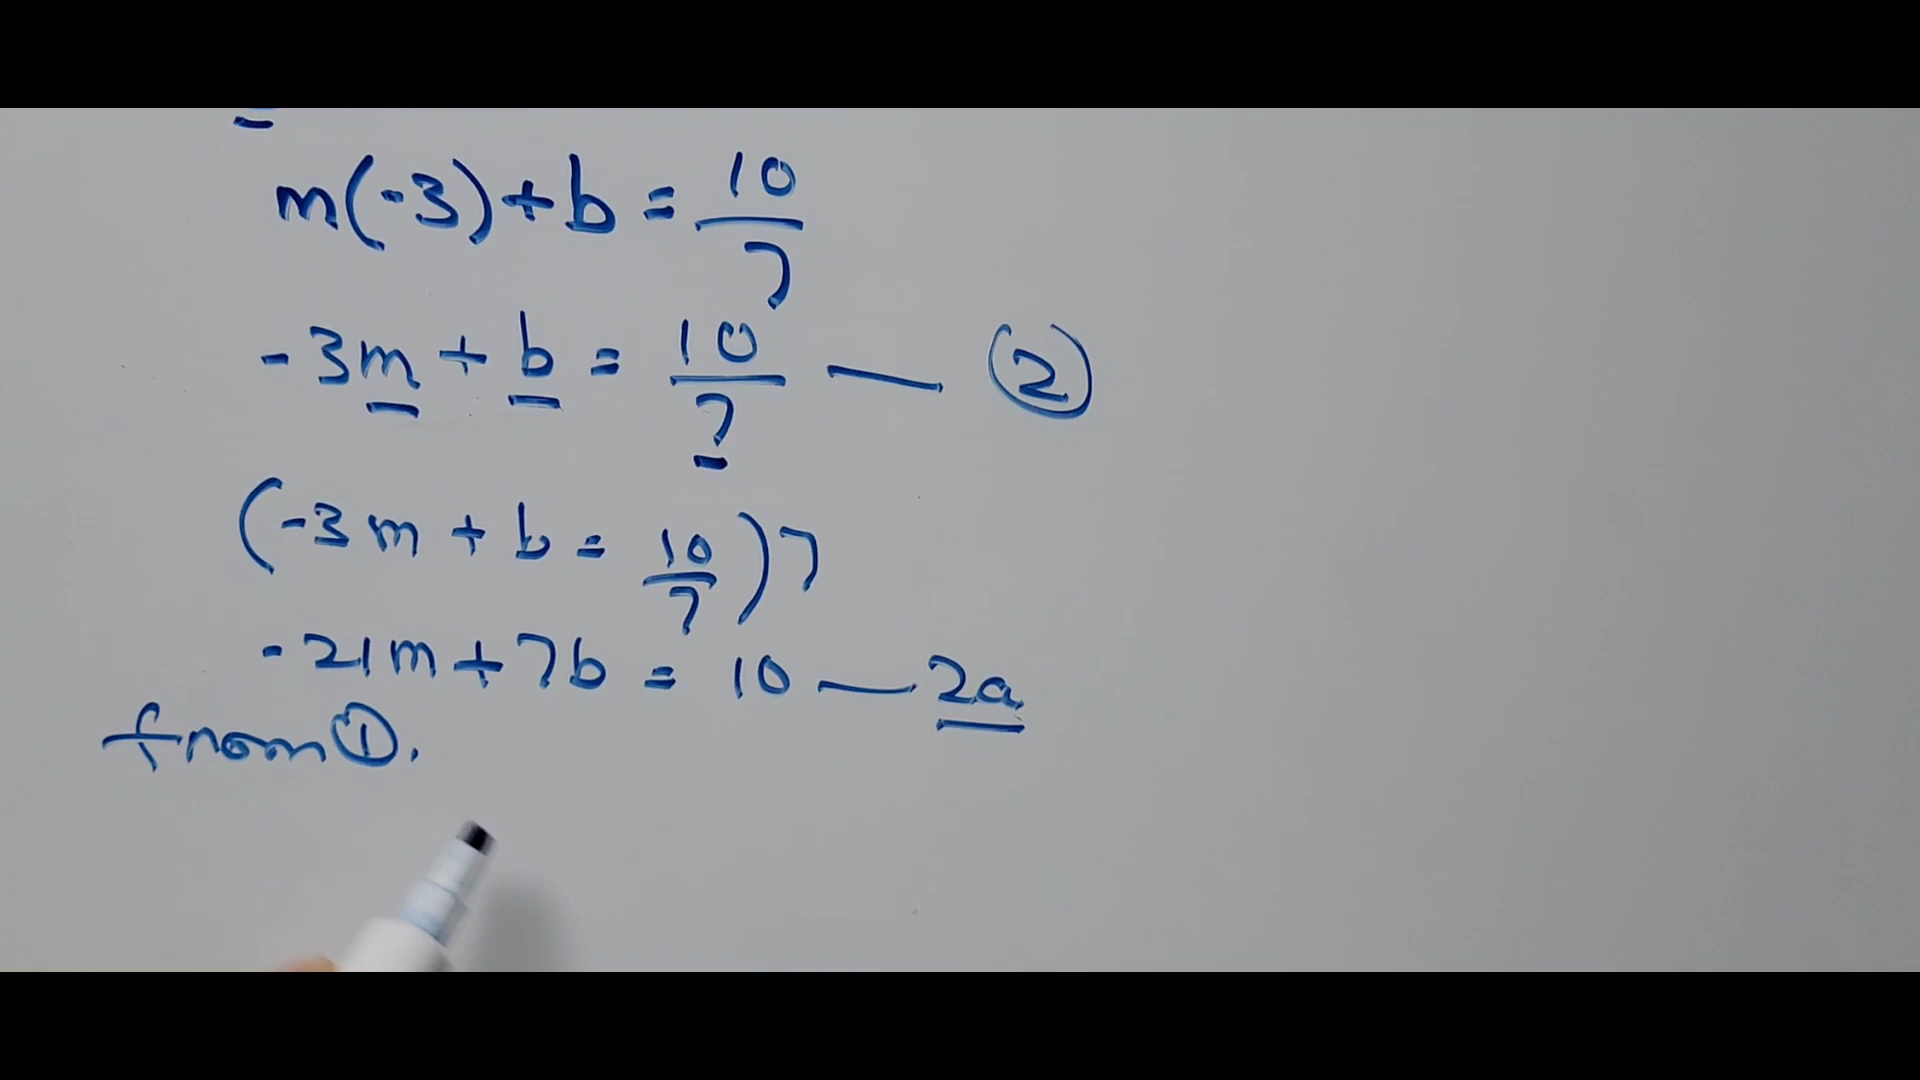 m(-3)+b = 10/7
-3m + b = 10/7 — ②
(-3m + b = 10/7)7
-21m + 7b = 10 — 2a
from ①.